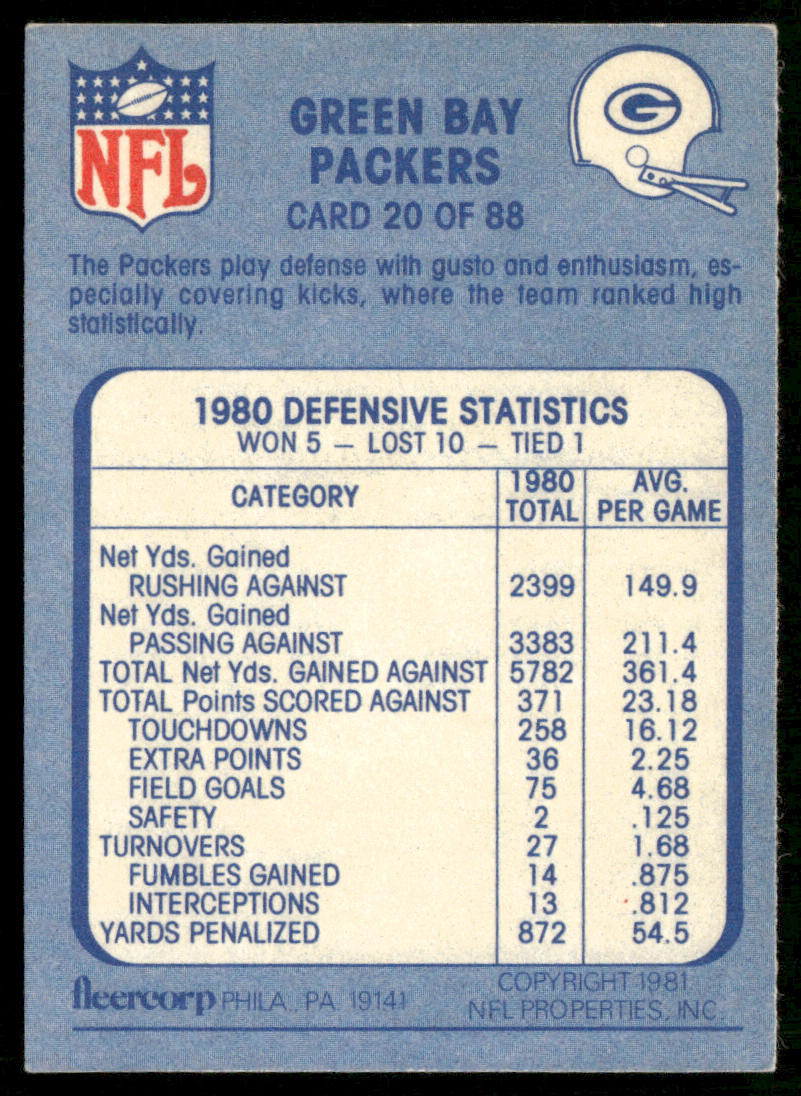 NFL
GREEN BAY
PACKERS
CARD 20 OF 88
G
The Packers play defense with gusto and enthusiasm, es-
pecially covering kicks, where the team ranked high
statistically.
1980 DEFENSIVE STATISTICS
WON 5 — LOST 10 — TIED 1
CATEGORY 1980 TOTAL AVG. PER GAME
Net Yds. Gained
RUSHING AGAINST 2399 149.9
Net Yds. Gained
PASSING AGAINST 3383 211.4
TOTAL Net Yds. GAINED AGAINST 5782 361.4
TOTAL Points SCORED AGAINST 371 23.18
TOUCHDOWNS 258 16.12
EXTRA POINTS 36 2.25
FIELD GOALS 75 4.68
SAFETY 2 .125
TURNOVERS 27 1.68
FUMBLES GAINED 14 .875
INTERCEPTIONS 13 .812
YARDS PENALIZED 872 54.5
fleercorp PHILA., PA. 19141
COPYRIGHT 1981
NFL PROPERTIES, INC.